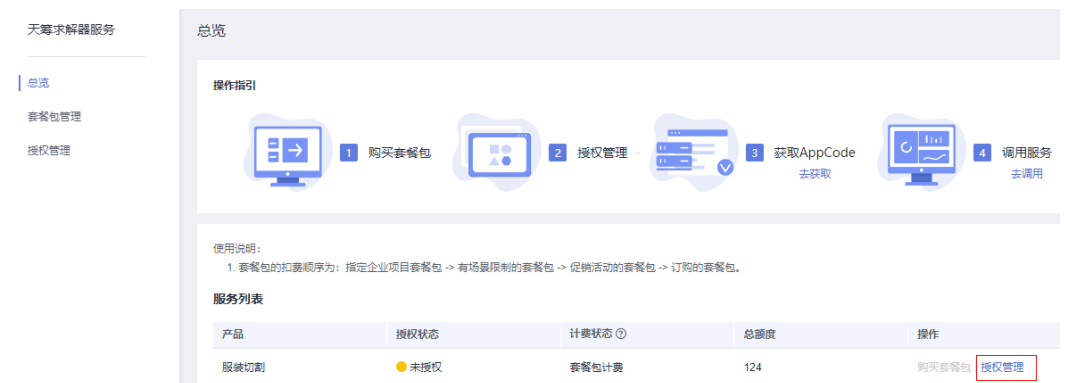 天筹求解器服务
总览
总览
套餐包管理
授权管理
操作指引
1 购买套餐包
2 授权管理
3 获取AppCode
去获取
4 调用服务
去调用
使用说明：
1. 套餐包的扣费顺序为：指定企业项目套餐包 -> 有场景限制的套餐包 -> 促销活动的套餐包 -> 订购的套餐包。
服务列表
产品 授权状态 计费状态 ? 总额度 操作
服装切割 未授权 套餐包计费 124 购买套餐包 授权管理